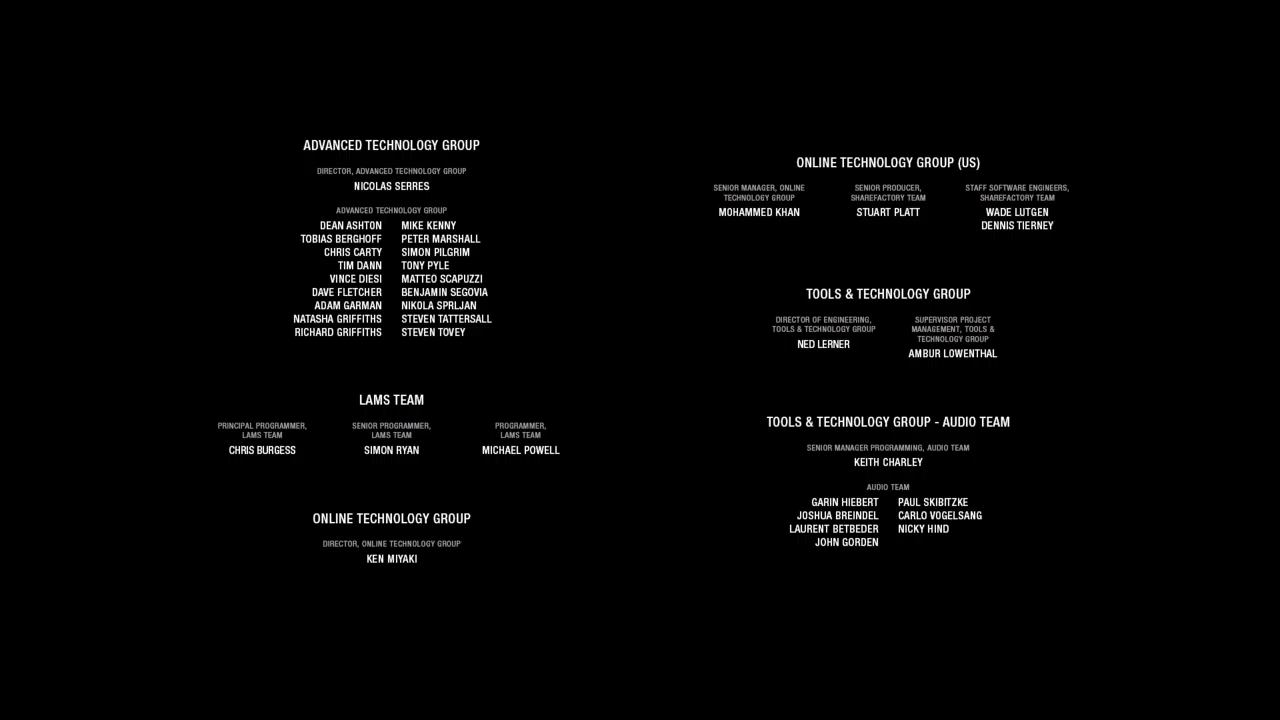 ADVANCED TECHNOLOGY GROUP
DIRECTOR, ADVANCED TECHNOLOGY GROUP
NICOLAS SERRES
ADVANCED TECHNOLOGY GROUP
DEAN ASHTON MIKE KENNY
TOBIAS BERGHOFF PETER MARSHALL
CHRIS CARTY SIMON PILGRIM
TIM DANN TONY PYLE
VINCE DIESI MATTEO SCAPUZZI
DAVE FLETCHER BENJAMIN SEGOVIA
ADAM GARMAN NIKOLA SPRLJAN
NATASHA GRIFFITHS STEVEN TATTERSALL
RICHARD GRIFFITHS STEVEN TOVEY
LAMS TEAM
PRINCIPAL PROGRAMMER,
LAMS TEAM
CHRIS BURGESS
SENIOR PROGRAMMER,
LAMS TEAM
SIMON RYAN
PROGRAMMER,
LAMS TEAM
MICHAEL POWELL
ONLINE TECHNOLOGY GROUP
DIRECTOR, ONLINE TECHNOLOGY GROUP
KEN MIYAKI
ONLINE TECHNOLOGY GROUP (US)
SENIOR MANAGER, ONLINE
TECHNOLOGY GROUP
MOHAMMED KHAN
SENIOR PRODUCER,
SHAREFACTORY TEAM
STUART PLATT
STAFF SOFTWARE ENGINEERS,
SHAREFACTORY TEAM
WADE LUTGEN
DENNIS TIERNEY
TOOLS & TECHNOLOGY GROUP
DIRECTOR OF ENGINEERING,
TOOLS & TECHNOLOGY GROUP
NED LERNER
SUPERVISOR PROJECT
MANAGEMENT, TOOLS &
TECHNOLOGY GROUP
AMBUR LOWENTHAL
TOOLS & TECHNOLOGY GROUP - AUDIO TEAM
SENIOR MANAGER PROGRAMMING, AUDIO TEAM
KEITH CHARLEY
AUDIO TEAM
GARIN HIEBERT PAUL SKIBITZKE
JOSHUA BREINDEL CARLO VOGELSANG
LAURENT BETBEDER NICKY HIND
JOHN GORDEN